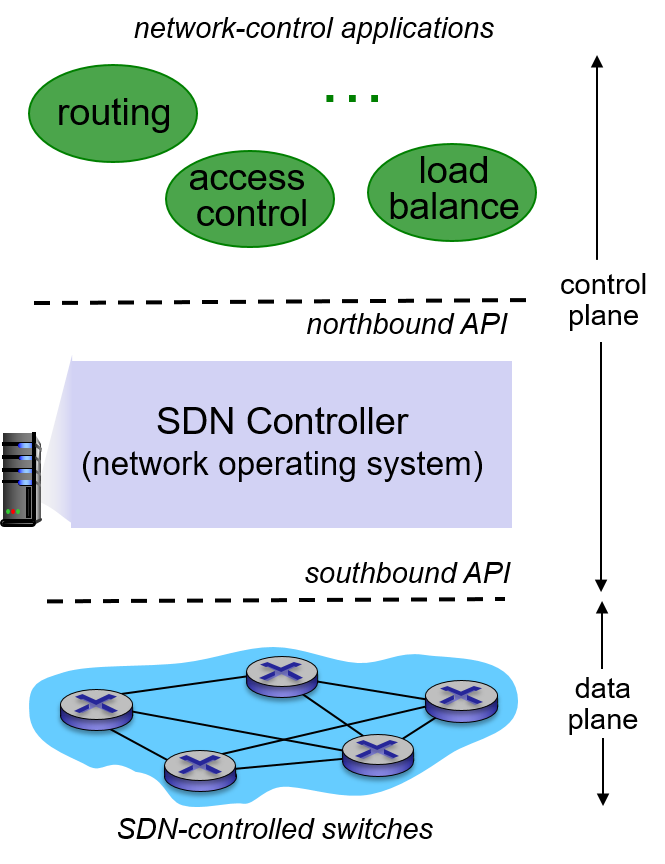 network-control applications
routing
...
access
control
load
balance
control
plane
northbound API
SDN Controller
(network operating system)
southbound API
data
plane
SDN-controlled switches